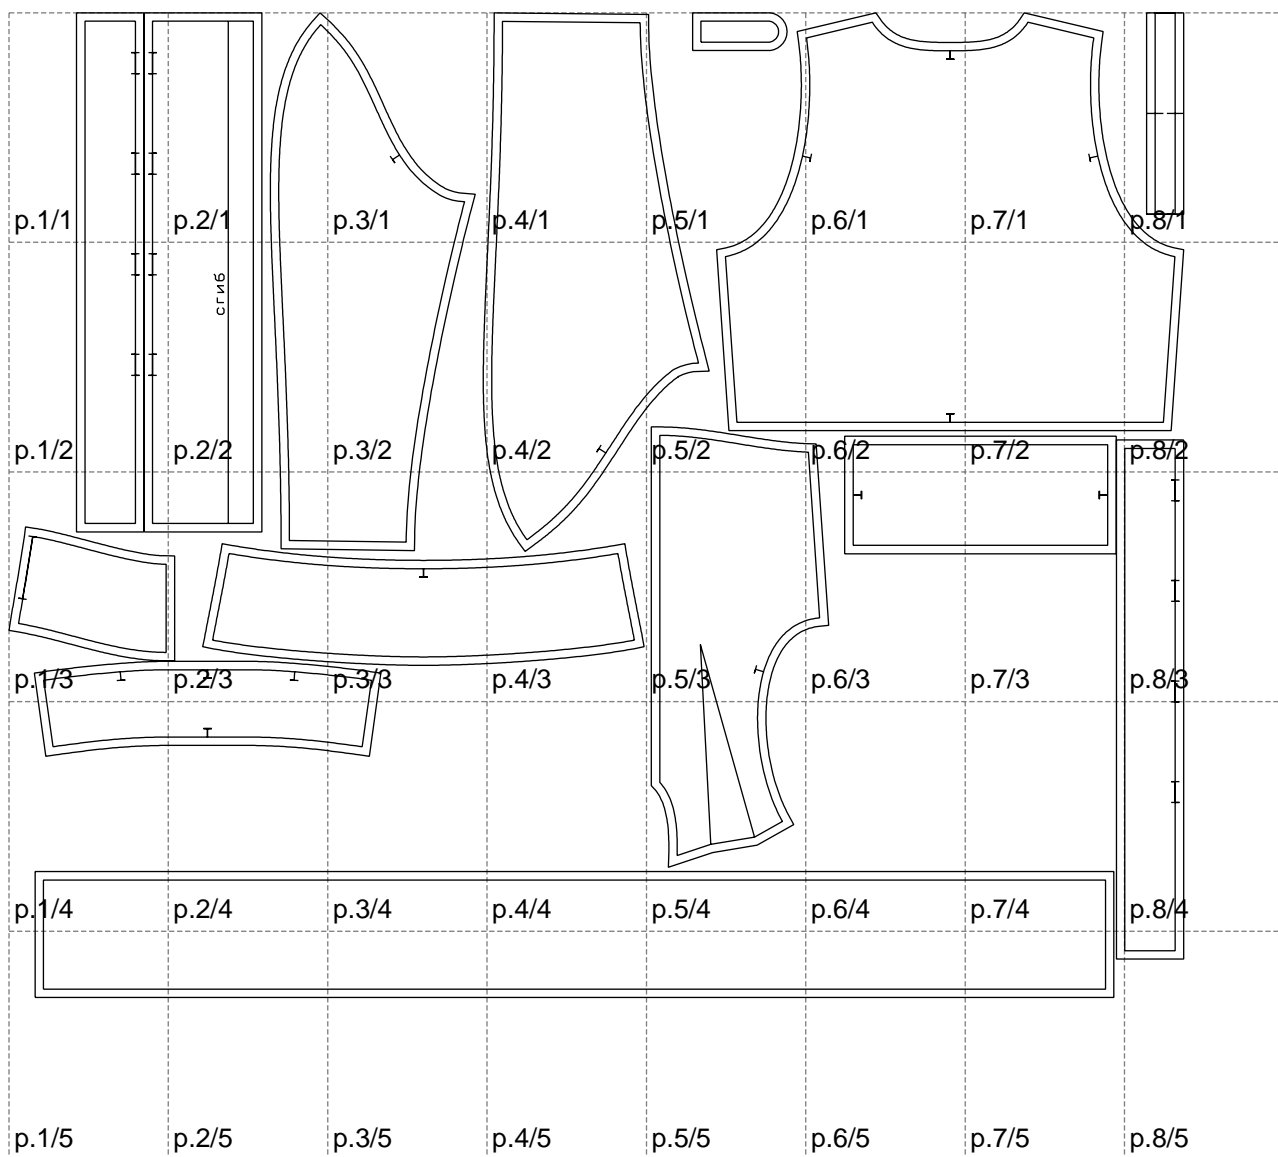 p.1/1 p.2/1 p.3/1 p.4/1 p.5/1 p.6/1 p.7/1 p.8/1
сгиб
p.1/2 p.2/2 p.3/2 p.4/2 p.5/2 p.6/2 p.7/2 p.8/2
p.1/3 p.2/3 p.3/3 p.4/3 p.5/3 p.6/3 p.7/3 p.8/3
p.1/4 p.2/4 p.3/4 p.4/4 p.5/4 p.6/4 p.7/4 p.8/4
p.1/5 p.2/5 p.3/5 p.4/5 p.5/5 p.6/5 p.7/5 p.8/5